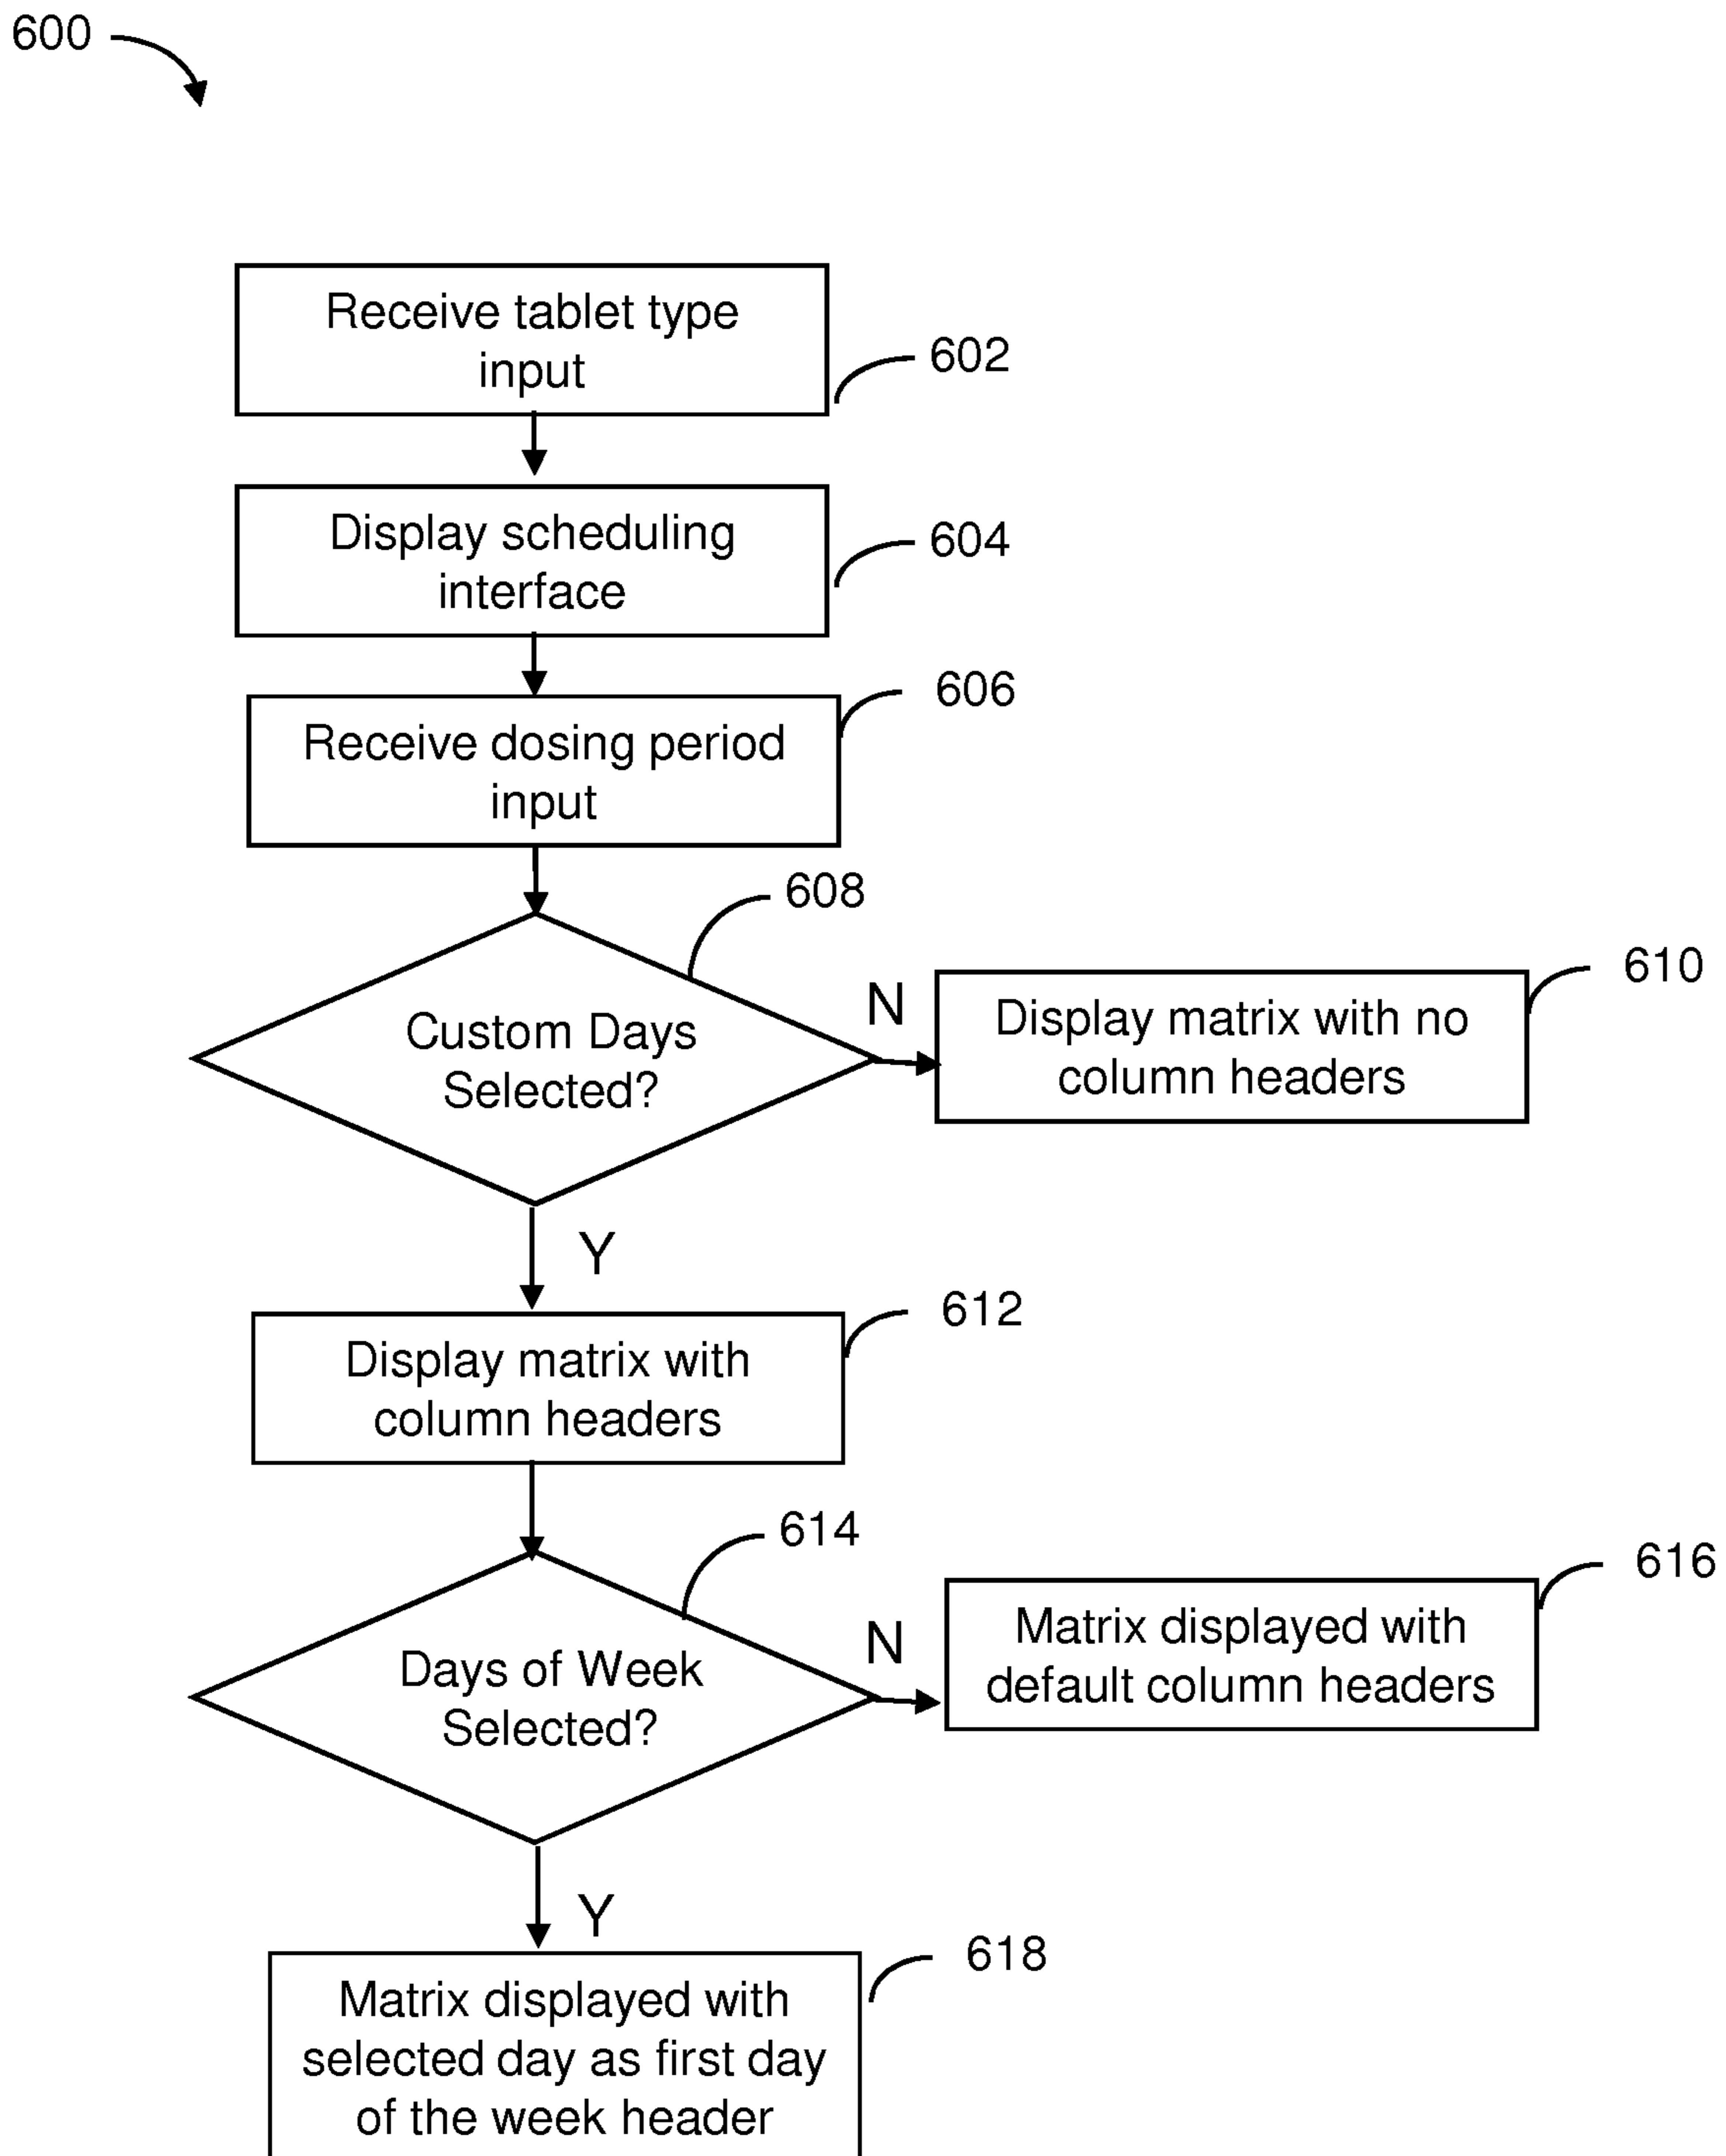 600
Receive tablet type
input
602
Display scheduling
interface
604
606
Receive dosing period
input
608
Custom Days
Selected?
N
610
Display matrix with no
column headers
Y
612
Display matrix with
column headers
614
Days of Week
Selected?
N
616
Matrix displayed with
default column headers
Y
618
Matrix displayed with
selected day as first day
of the week header